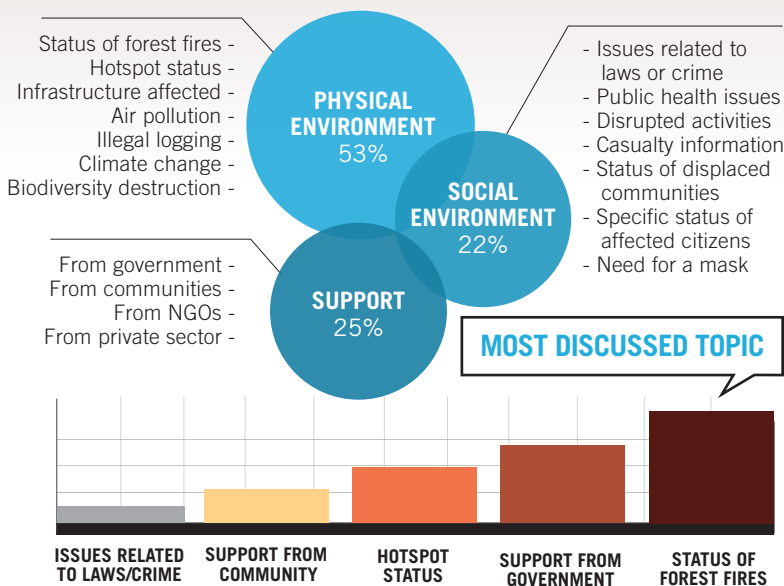 Status of forest fires -
Hotspot status -
Infrastructure affected -
Air pollution -
Illegal logging -
Climate change -
Biodiversity destruction -
PHYSICAL
ENVIRONMENT
53%
- Issues related to
laws or crime
- Public health issues
- Disrupted activities
- Casualty information
- Status of displaced
communities
- Specific status of
affected citizens
- Need for a mask
SOCIAL
ENVIRONMENT
22%
From government -
From communities -
From NGOs -
From private sector -
SUPPORT
25%
MOST DISCUSSED TOPIC
ISSUES RELATED
TO LAWS/CRIME
SUPPORT FROM
COMMUNITY
HOTSPOT
STATUS
SUPPORT FROM
GOVERNMENT
STATUS OF
FOREST FIRES